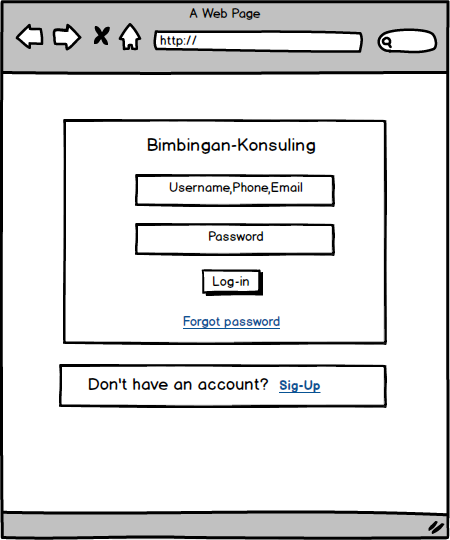 A Web Page
http://
Bimbingan-Konsuling
Username,Phone,Email
Password
Log-in
Forgot password
Don't have an account? Sig-Up